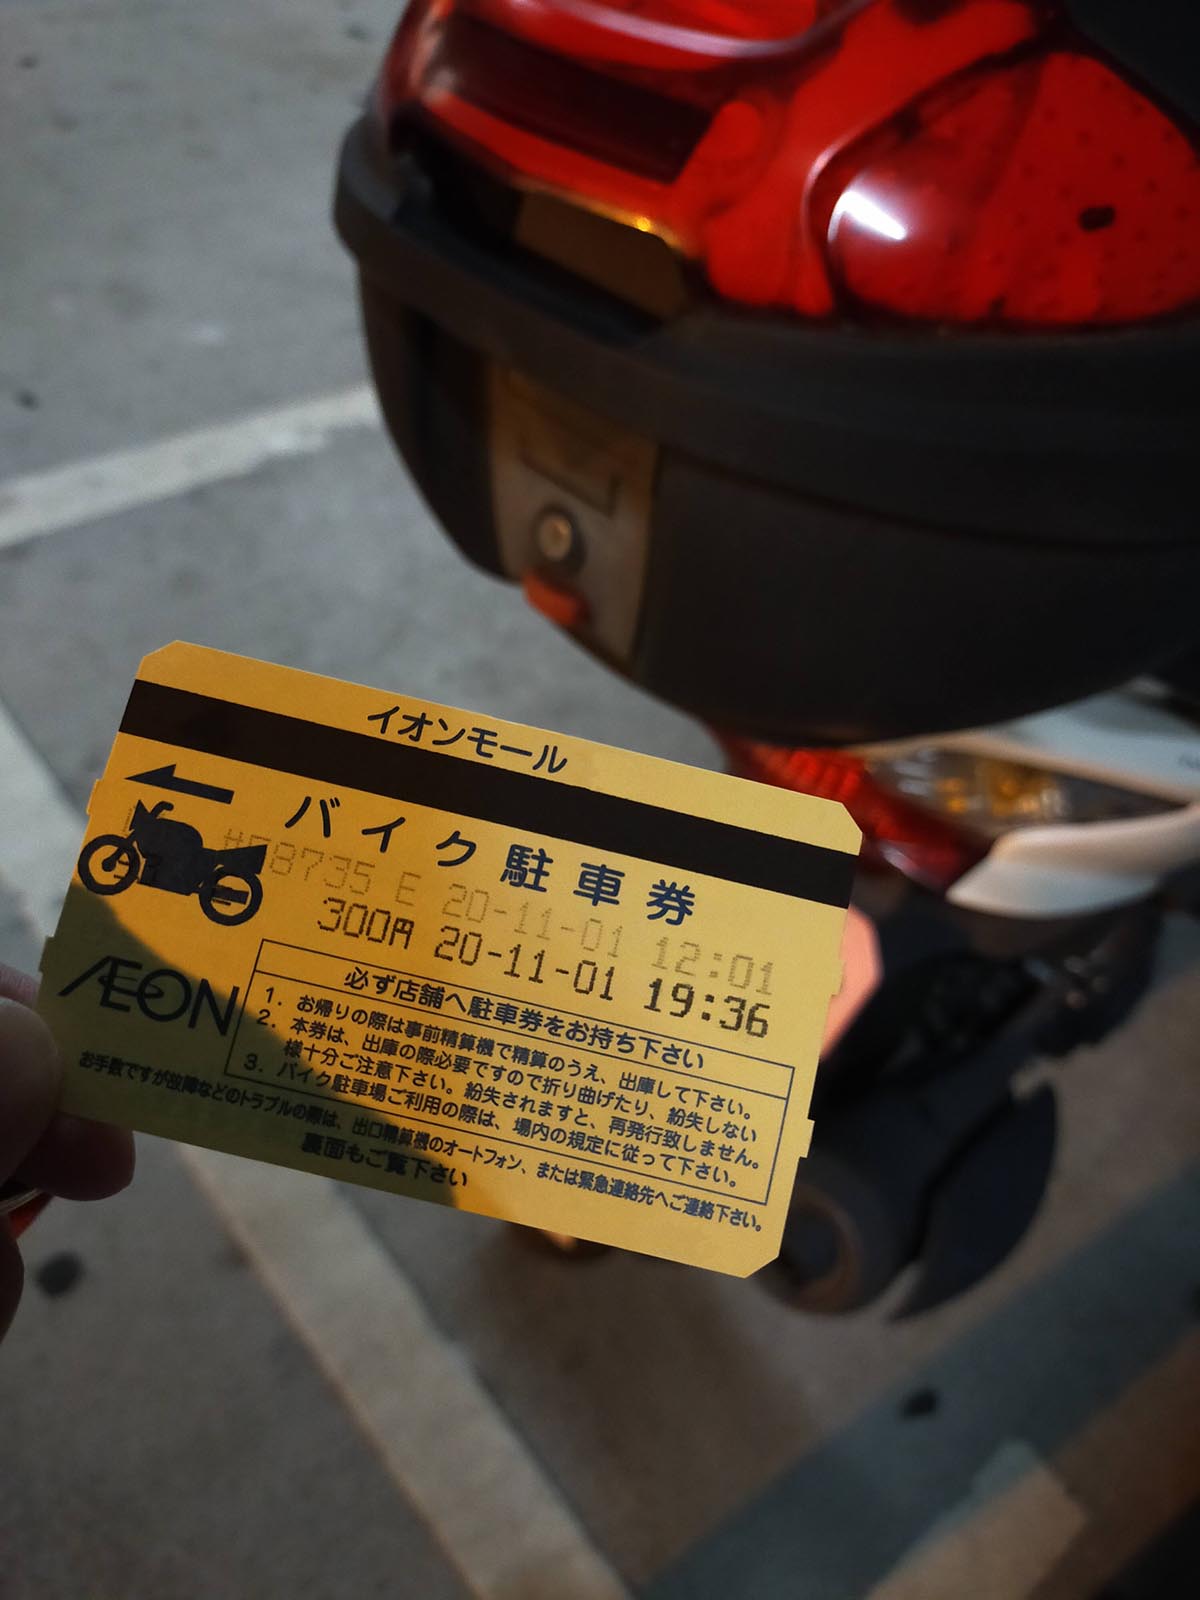 イオンモール
バイク駐車券
#58735 E 20-11-01 12:01
300円 20-11-01 19:36
AEON
必ず店舗へ駐車券をお持ち下さい
1. お帰りの際は事前精算機で精算のうえ、出庫して下さい。
2. 本券は、出庫の際必要ですので折り曲げたり、紛失しない
様十分ご注意下さい。紛失されますと、再発行致しません。
3. バイク駐車場ご利用の際は、場内の規定に従って下さい。
お手数ですが故障などのトラブルの際は、出口精算機のオートフォン、または緊急連絡先へご連絡下さい。
裏面もご覧下さい